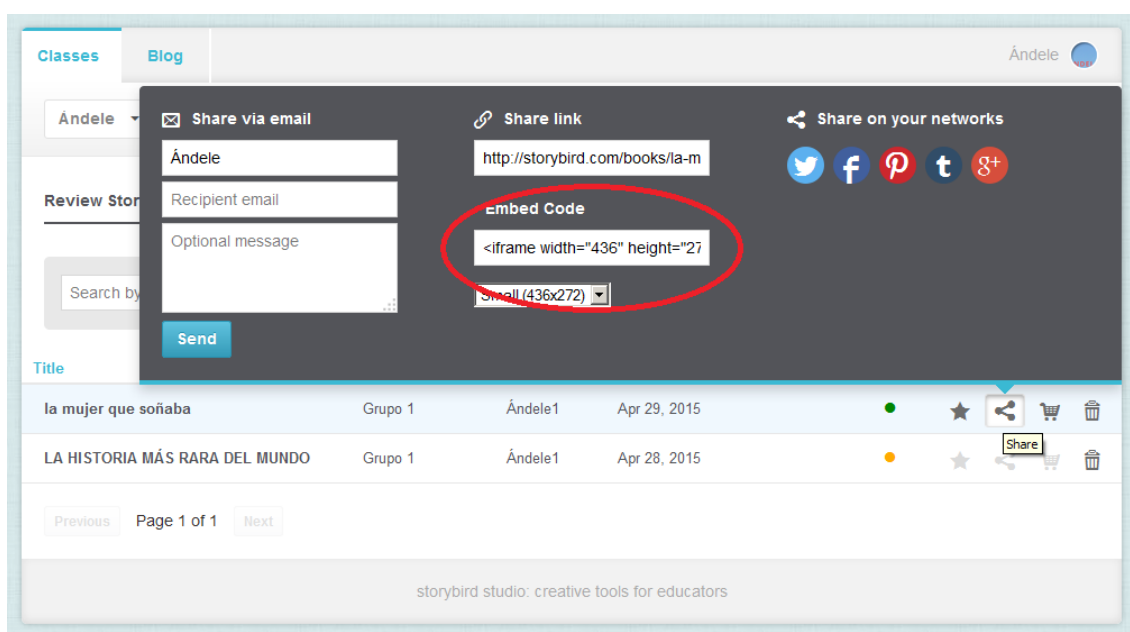 Classes Blog Ándele
Ándele
Share via email
Ándele
Recipient email
Optional message
Send
Share link
http://storybird.com/books/la-m
Embed Code
<iframe width="436" height="27
Small (436x272)
Share on your networks
Review Stor
Search by
Title
la mujer que soñaba Grupo 1 Ándele1 Apr 29, 2015
Share
LA HISTORIA MÁS RARA DEL MUNDO Grupo 1 Ándele1 Apr 28, 2015
Previous Page 1 of 1 Next
storybird studio: creative tools for educators